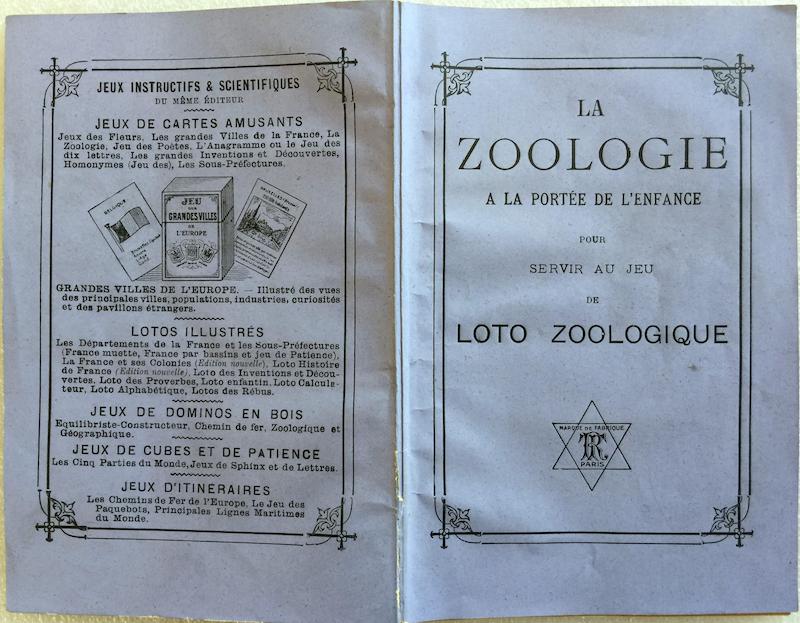 JEUX INSTRUCTIFS & SCIENTIFIQUES
DU MÊME ÉDITEUR
JEUX DE CARTES AMUSANTS
Jeux des Fleurs, Les grandes Villes de la France, La
Zoologie, Jeu des Poètes, L'Anagramme ou le Jeu des
dix lettres, Les grandes Inventions et Découvertes,
Homonymes (Jeu des), Les Sous-Préfectures.
BELGIQUE
JEU
DES
GRANDES VILLES
DE
L'EUROPE
GRANDES VILLES DE L'EUROPE. — Illustré des vues
des principales villes, populations, industries, curiosités
et des pavillons étrangers.
LOTOS ILLUSTRÉS
Les Départements de la France et les Sous-Préfectures
(France muette, France par bassins et jeu de Patience),
La France et ses Colonies (Edition nouvelle), Loto Histoire
de France (Edition nouvelle), Loto des Inventions et Décou-
vertes, Loto des Proverbes, Loto enfantin, Loto Calcula-
teur, Loto Alphabétique, Lotos des Rébus.
JEUX DE DOMINOS EN BOIS
Equilibriste-Constructeur, Chemin de fer, Zoologique et
Géographique.
JEUX DE CUBES ET DE PATIENCE
Les Cinq Parties du Monde, Jeux de Sphinx et de Lettres.
JEUX D'ITINERAIRES
Les Chemins de Fer de l'Europe, Le Jeu des
Paquebots, Principales Lignes Maritimes
du Monde.
LA
ZOOLOGIE
A LA PORTÉE DE L'ENFANCE
POUR
SERVIR AU JEU
DE
LOTO ZOOLOGIQUE
MARQUE DE FABRIQUE
PARIS